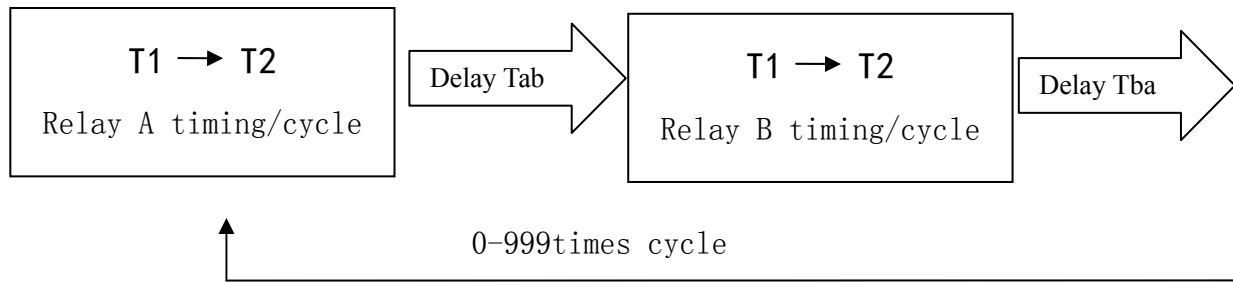 T1 → T2
Relay A timing/cycle
Delay Tab
T1 → T2
Relay B timing/cycle
Delay Tba
0-999times cycle